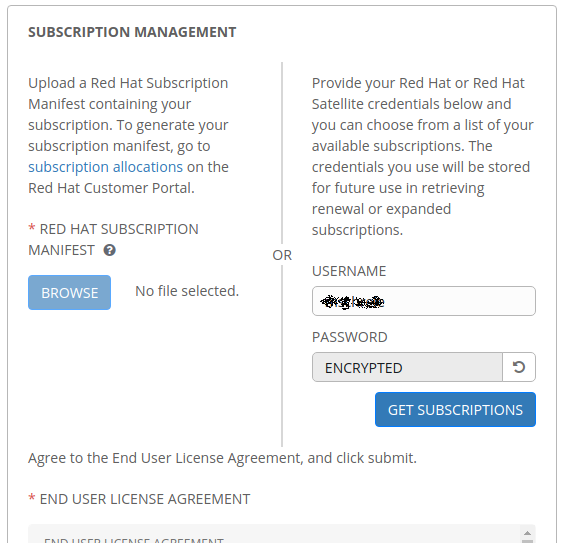 SUBSCRIPTION MANAGEMENT
Upload a Red Hat Subscription
Manifest containing your
subscription. To generate your
subscription manifest, go to
subscription allocations on the
Red Hat Customer Portal.
* RED HAT SUBSCRIPTION
MANIFEST ?
BROWSE
No file selected.
OR
Provide your Red Hat or Red Hat
Satellite credentials below and
you can choose from a list of your
available subscriptions. The
credentials you use will be stored
for future use in retrieving
renewal or expanded
subscriptions.
USERNAME
PASSWORD
ENCRYPTED
GET SUBSCRIPTIONS
Agree to the End User License Agreement, and click submit.
* END USER LICENSE AGREEMENT
END USER LICENSE AGREEMENT